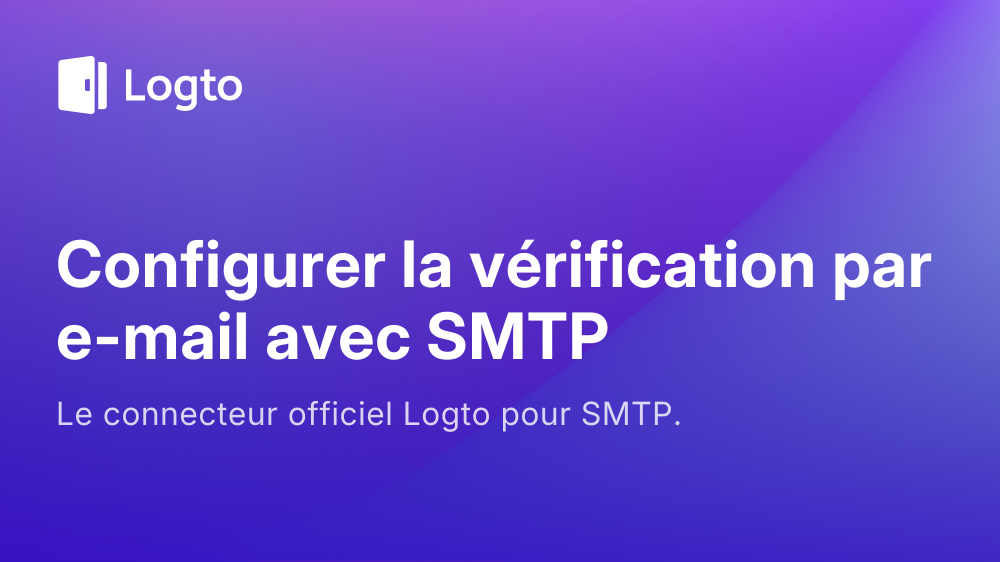 Logto
Configurer la vérification par
e-mail avec SMTP
Le connecteur officiel Logto pour SMTP.